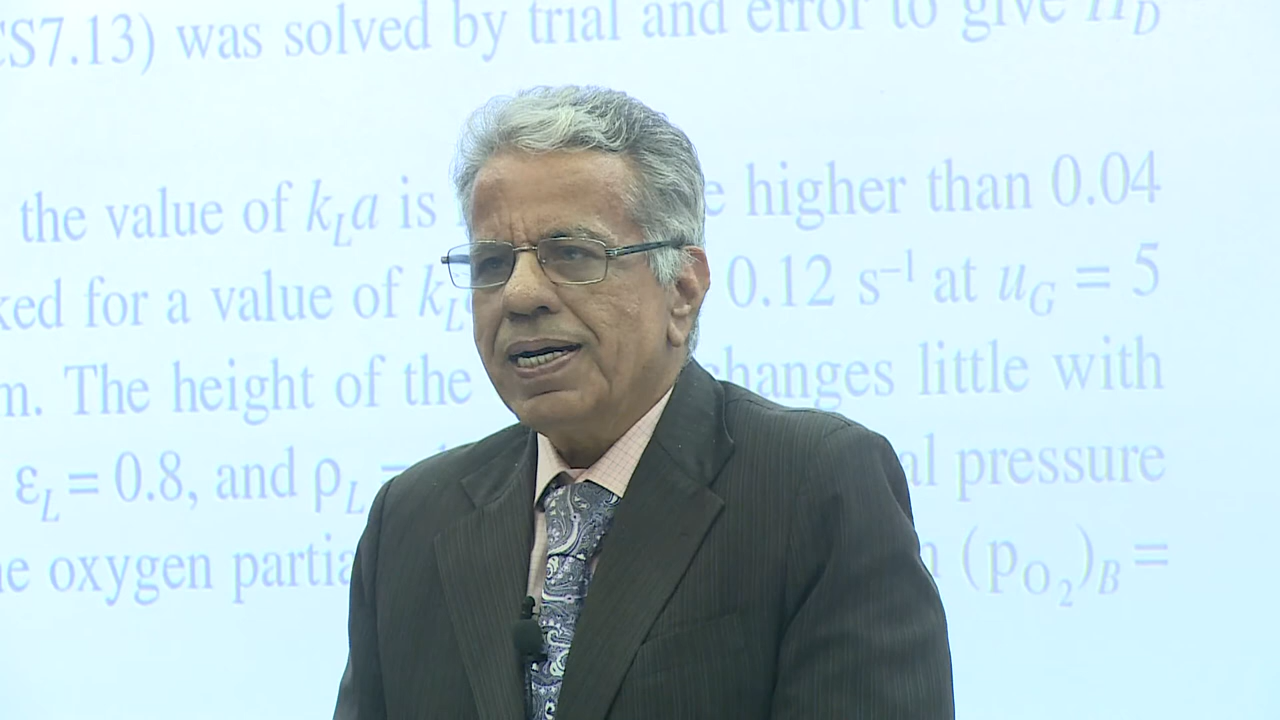 CS7.13) was solved by trial and error to give H_D
the value of k_La is higher than 0.04
ked for a value of k_L 0.12 s⁻¹ at u_G = 5
m. The height of the changes little with
ε_L = 0.8, and ρ_L = al pressure
he oxygen partia (p_O₂)_B =